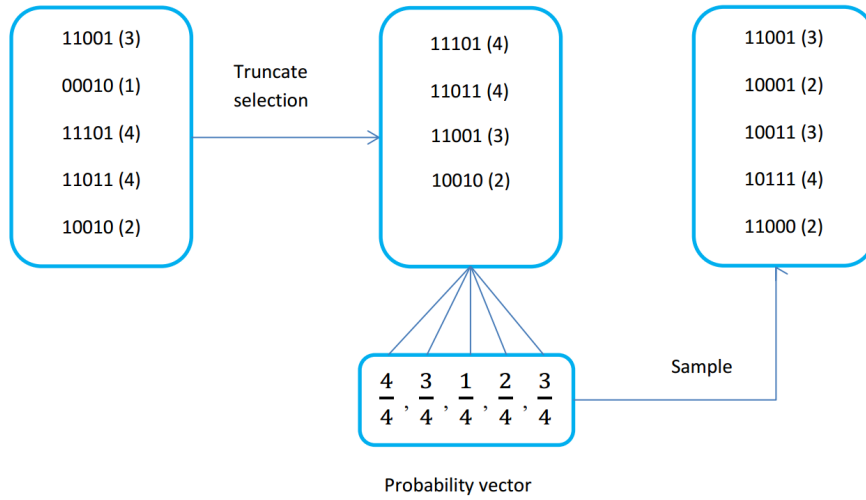 11001 (3)
00010 (1)
11101 (4)
11011 (4)
10010 (2)
Truncate
selection
11101 (4)
11011 (4)
11001 (3)
10010 (2)
4/4, 3/4, 1/4, 2/4, 3/4
Probability vector
Sample
11001 (3)
10001 (2)
10011 (3)
10111 (4)
11000 (2)